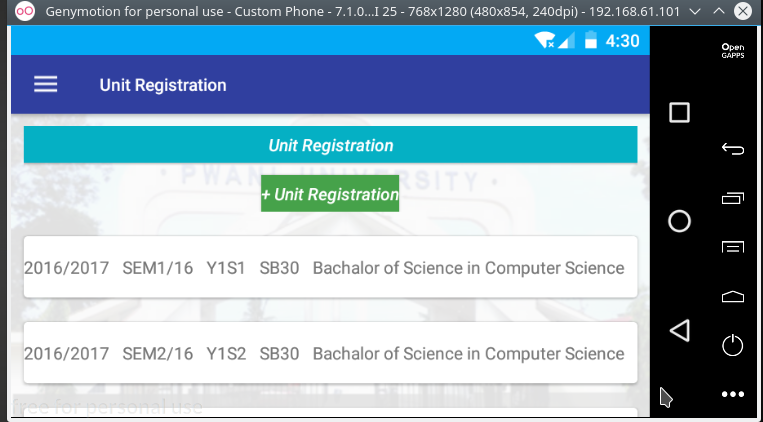 Genymotion for personal use - Custom Phone - 7.1.0...I 25 - 768x1280 (480x854, 240dpi) - 192.168.61.101
4:30
Open
GAPPS
Unit Registration
Unit Registration
PWANI UNIVERSITY
+ Unit Registration
2016/2017 SEM1/16 Y1S1 SB30 Bachalor of Science in Computer Science
2016/2017 SEM2/16 Y1S2 SB30 Bachalor of Science in Computer Science
free for personal use